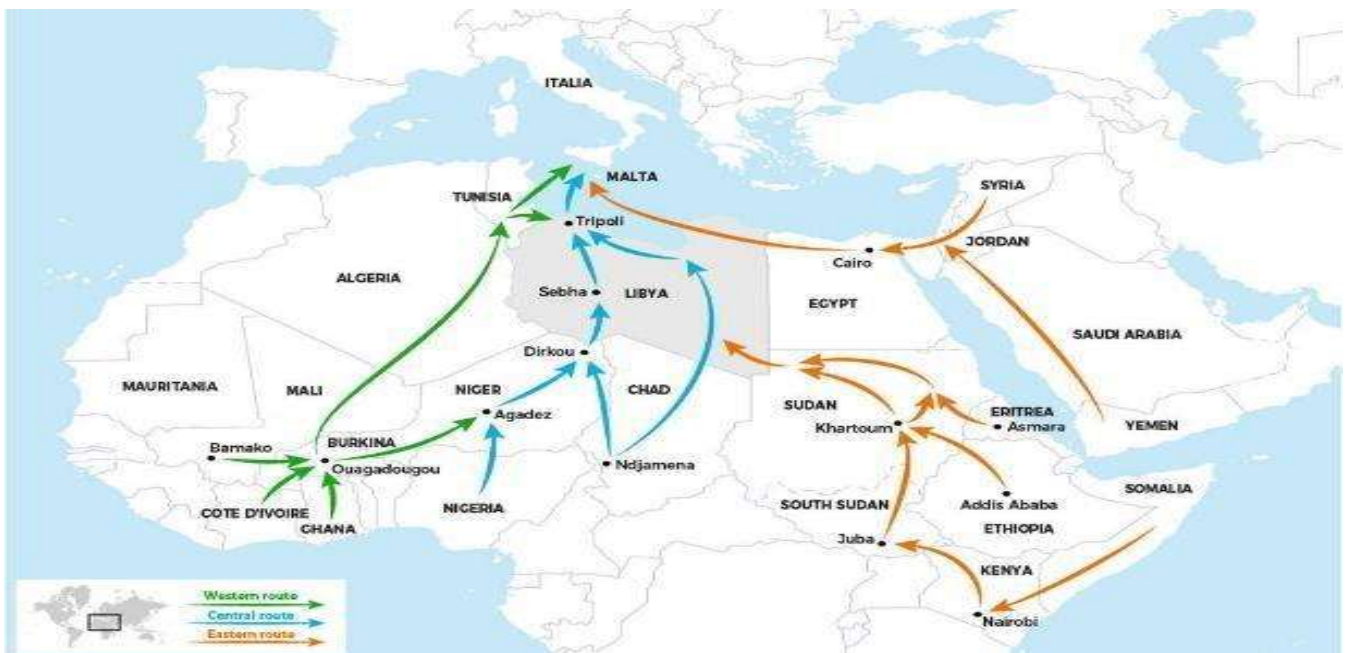 ITALIA
MALTA
TUNISIA
Tripoli
SYRIA
JORDAN
Cairo
ALGERIA
Sebha
LIBYA
EGYPT
SAUDI ARABIA
Dirkou
MAURITANIA
MALI
NIGER
CHAD
Agadez
SUDAN
ERITREA
Khartoum
Asmara
YEMEN
BURKINA
Bamako
Ouagadougou
Ndjamena
SOMALIA
COTE D'IVOIRE
GHANA
NIGERIA
SOUTH SUDAN
Addis Ababa
ETHIOPIA
Juba
KENYA
Nairobi
Western route
Central route
Eastern route